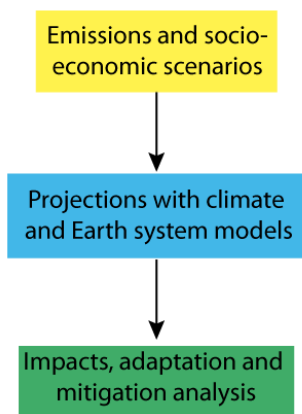 Emissions and socio-
economic scenarios
Projections with climate
and Earth system models
Impacts, adaptation and
mitigation analysis